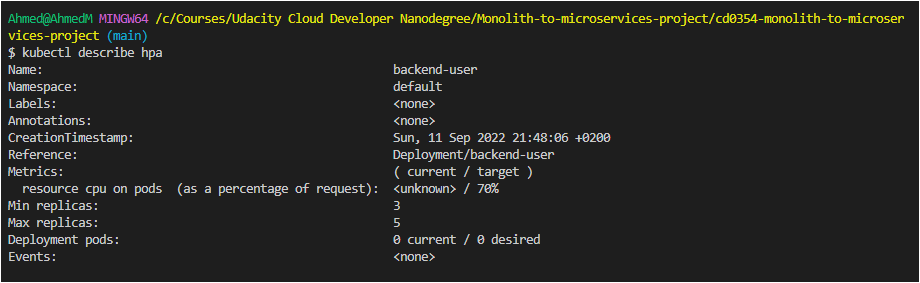 Ahmed@AhmedM MINGW64 /c/Courses/Udacity Cloud Developer Nanodegree/Monolith-to-microservices-project/cd0354-monolith-to-microser
vices-project (main)
$ kubectl describe hpa
Name: backend-user
Namespace: default
Labels: <none>
Annotations: <none>
CreationTimestamp: Sun, 11 Sep 2022 21:48:06 +0200
Reference: Deployment/backend-user
Metrics: ( current / target )
  resource cpu on pods  (as a percentage of request): <unknown> / 70%
Min replicas: 3
Max replicas: 5
Deployment pods: 0 current / 0 desired
Events: <none>